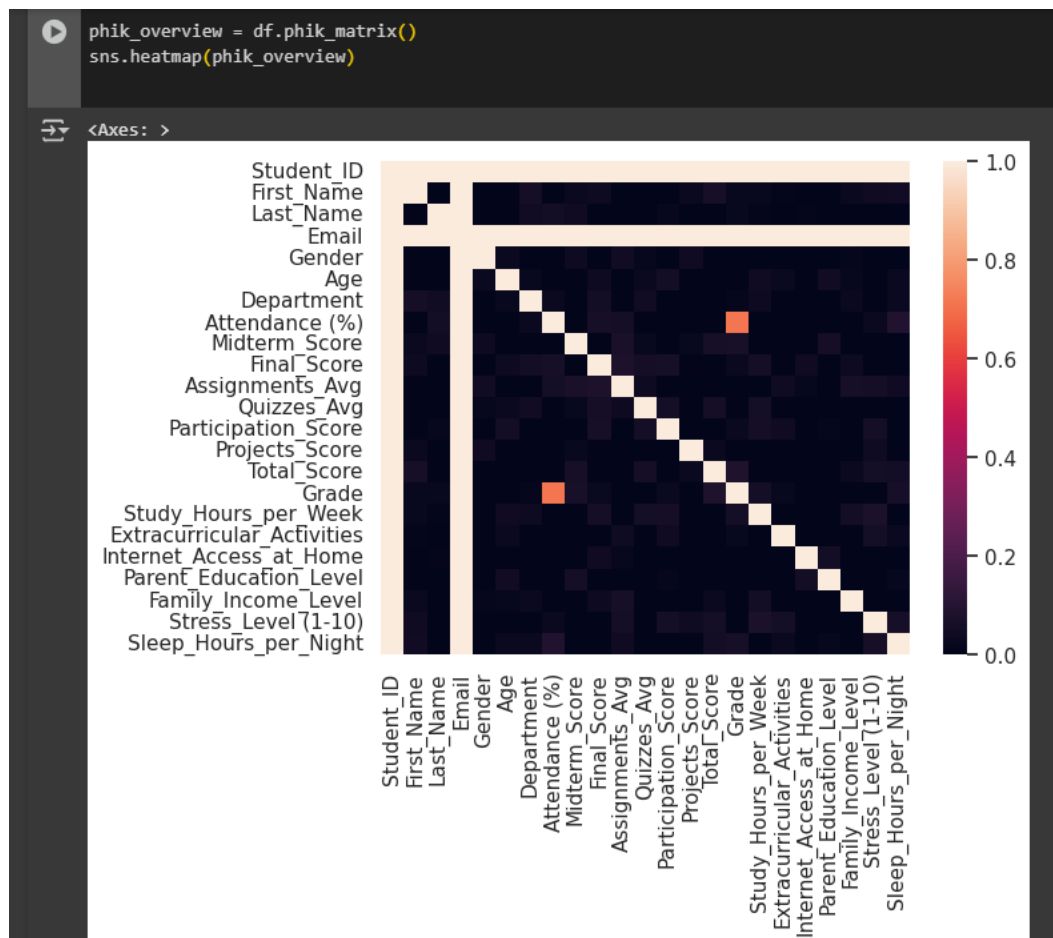 phik_overview = df.phik_matrix()
sns.heatmap(phik_overview)
<Axes: >
Student_ID
First_Name
Last_Name
Email
Gender
Age
Department
Attendance (%)
Midterm_Score
Final_Score
Assignments_Avg
Quizzes_Avg
Participation_Score
Projects_Score
Total_Score
Grade
Study_Hours_per_Week
Extracurricular_Activities
Internet_Access_at_Home
Parent_Education_Level
Family_Income_Level
Stress_Level (1-10)
Sleep_Hours_per_Night
1.0
0.8
0.6
0.4
0.2
0.0
Student_ID
First_Name
Last_Name
Email
Gender
Age
Department
Attendance (%)
Midterm_Score
Final_Score
Assignments_Avg
Quizzes_Avg
Participation_Score
Projects_Score
Total_Score
Grade
Study_Hours_per_Week
Extracurricular_Activities
Internet_Access_at_Home
Parent_Education_Level
Family_Income_Level
Stress_Level (1-10)
Sleep_Hours_per_Night